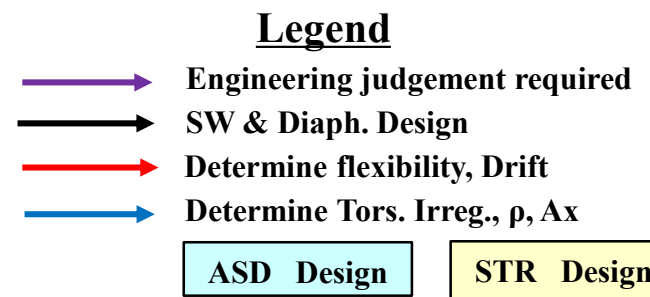 Legend
Engineering judgement required
SW & Diaph. Design
Determine flexibility, Drift
Determine Tors. Irreg., ρ, Ax
ASD Design STR Design